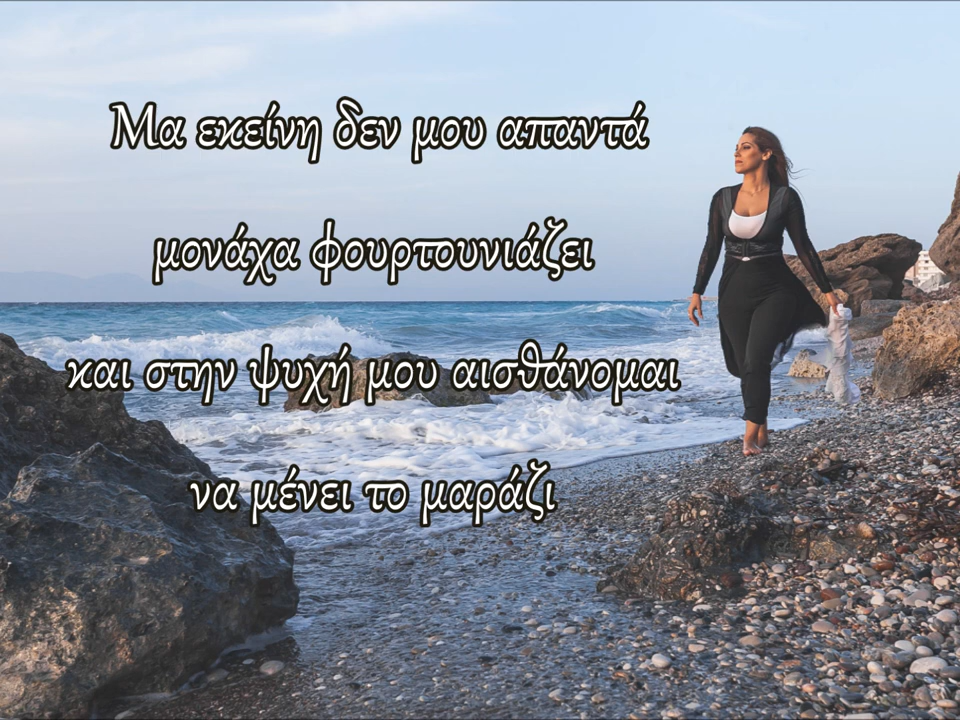 Μα εκείνη δεν μου απαντά
μονάχα φουρτουνιάζει
και στην ψυχή μου αισθάνομαι
να μένει το μαράζι